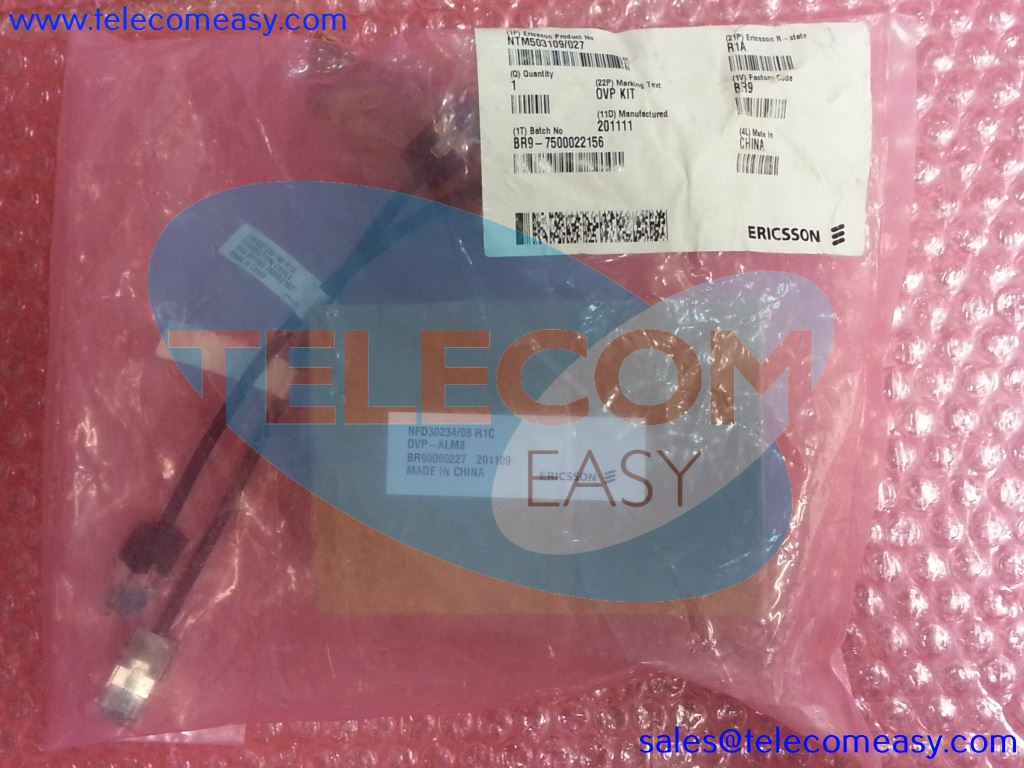 www.telecomeasy.com
(1P) Ericsson Product No
NTM503109/027
(21P) Ericsson R-state
R1A
(Q) Quantity
1
(22P) Marking Text
OVP KIT
(1V) Factory Code
BR9
(11D) Manufactured
201111
(1T) Batch No
BR9-7500022156
(4L) Made in
CHINA
ERICSSON
TELECOM
EASY
NFD30234/08 R1C
OVP-ALM8
BR90000227 201109
MADE IN CHINA
ERICSSON
sales@telecomeasy.com